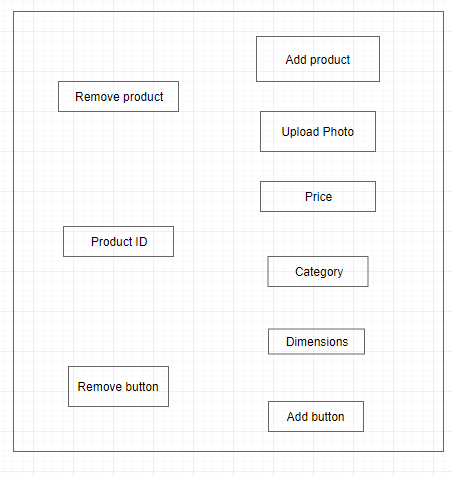 Remove product
Product ID
Remove button
Add product
Upload Photo
Price
Category
Dimensions
Add button